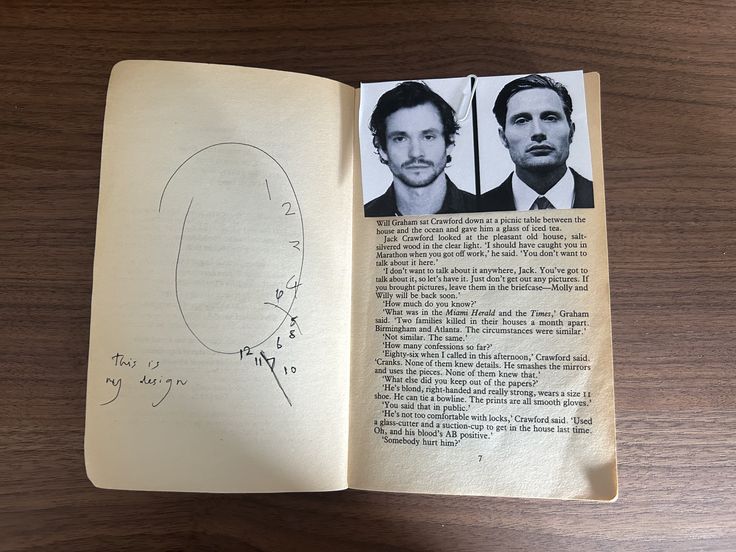 1
2
3
4
6
5
8
6
7
12
11
10
this is
my design
Will Graham sat Crawford down at a picnic table between the
house and the ocean and gave him a glass of iced tea.
Jack Crawford looked at the pleasant old house, salt-
silvered wood in the clear light. ‘I should have caught you in
Marathon when you got off work,’ he said. ‘You don’t want to
talk about it here.’
‘I don’t want to talk about it anywhere, Jack. You’ve got to
talk about it, so let’s have it. Just don’t get out any pictures. If
you brought pictures, leave them in the briefcase—Molly and
Willy will be back soon.’
‘How much do you know?’
‘What was in the Miami Herald and the Times,’ Graham
said. ‘Two families killed in their houses a month apart.
Birmingham and Atlanta. The circumstances were similar.’
‘Not similar. The same.’
‘How many confessions so far?’
‘Eighty-six when I called in this afternoon,’ Crawford said.
‘Cranks. None of them knew details. He smashes the mirrors
and uses the pieces. None of them knew that.’
‘What else did you keep out of the papers?’
‘He’s blond, right-handed and really strong, wears a size 11
shoe. He can tie a bowline. The prints are all smooth gloves.’
‘You said that in public.’
‘He’s not too comfortable with locks,’ Crawford said. ‘Used
a glass-cutter and a suction-cup to get in the house last time.
Oh, and his blood’s AB positive.’
‘Somebody hurt him?’
7